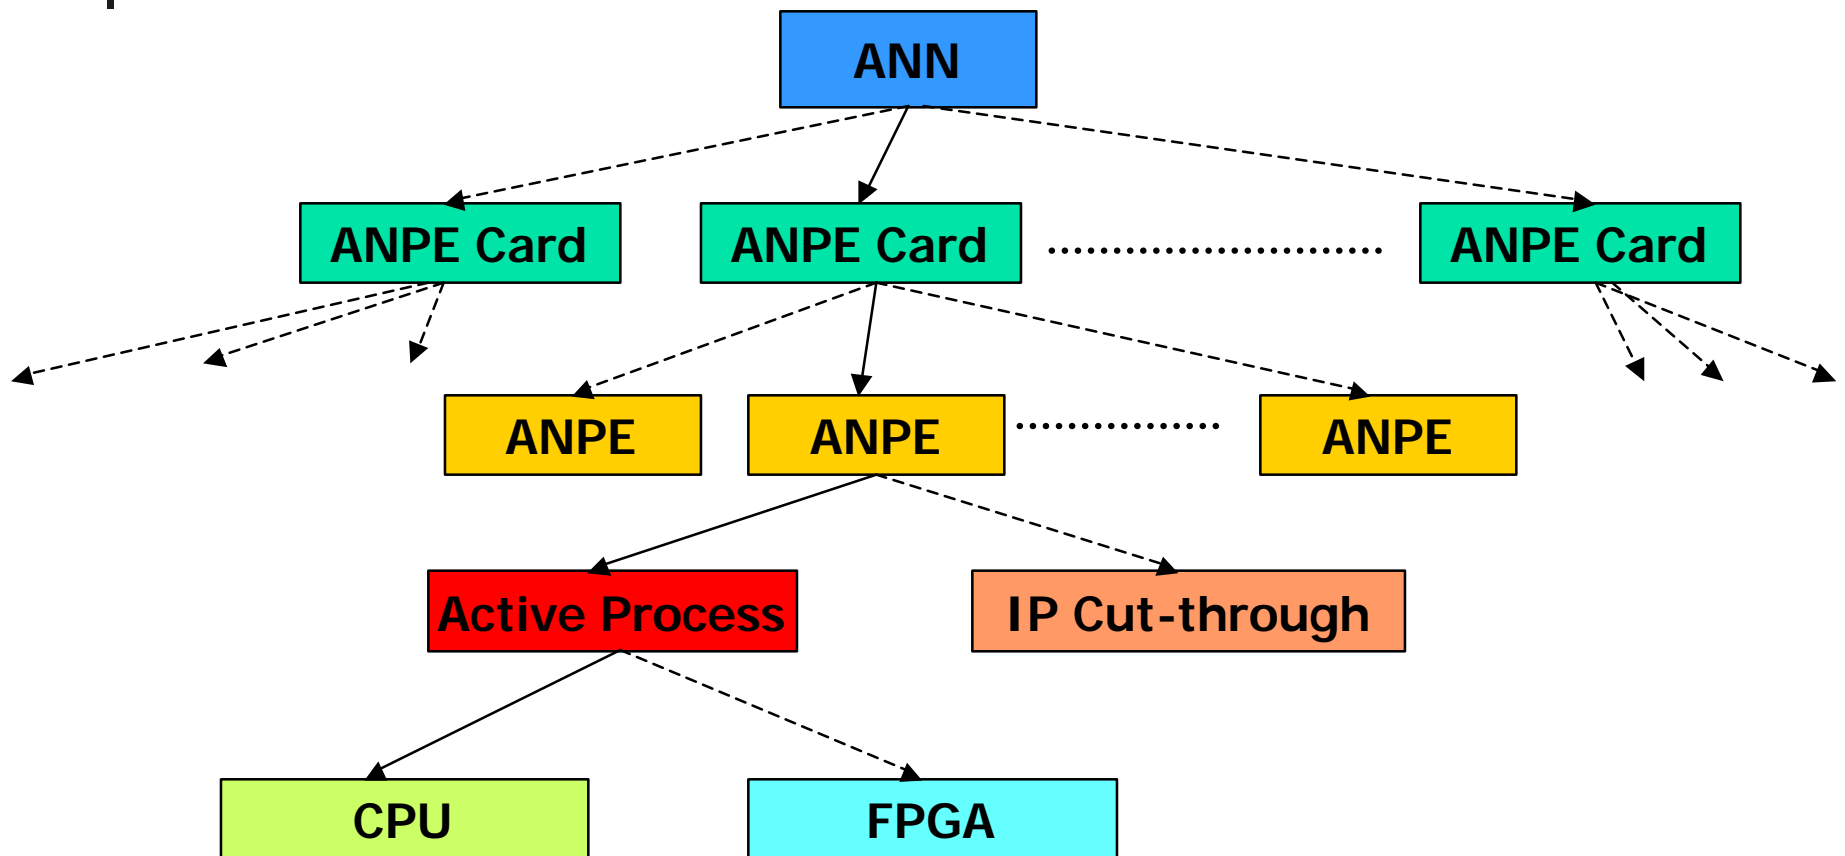 ANN
ANPE Card
ANPE Card
ANPE Card
ANPE
ANPE
ANPE
Active Process
IP Cut-through
CPU
FPGA